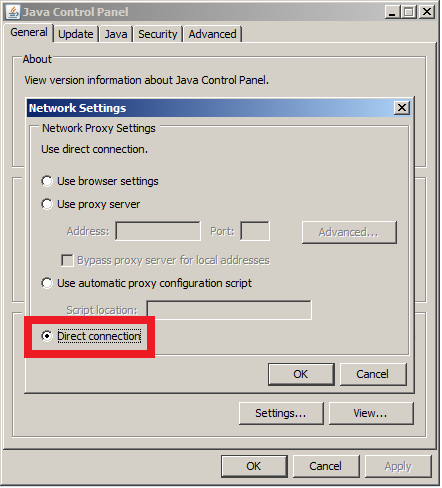 Java Control Panel
General Update Java Security Advanced
About
View version information about Java Control Panel.
Network Settings
Network Proxy Settings
Use direct connection.
Use browser settings
Use proxy server
Address: Port: Advanced...
Bypass proxy server for local addresses
Use automatic proxy configuration script
Script location:
Direct connection
OK Cancel
Settings... View...
OK Cancel Apply